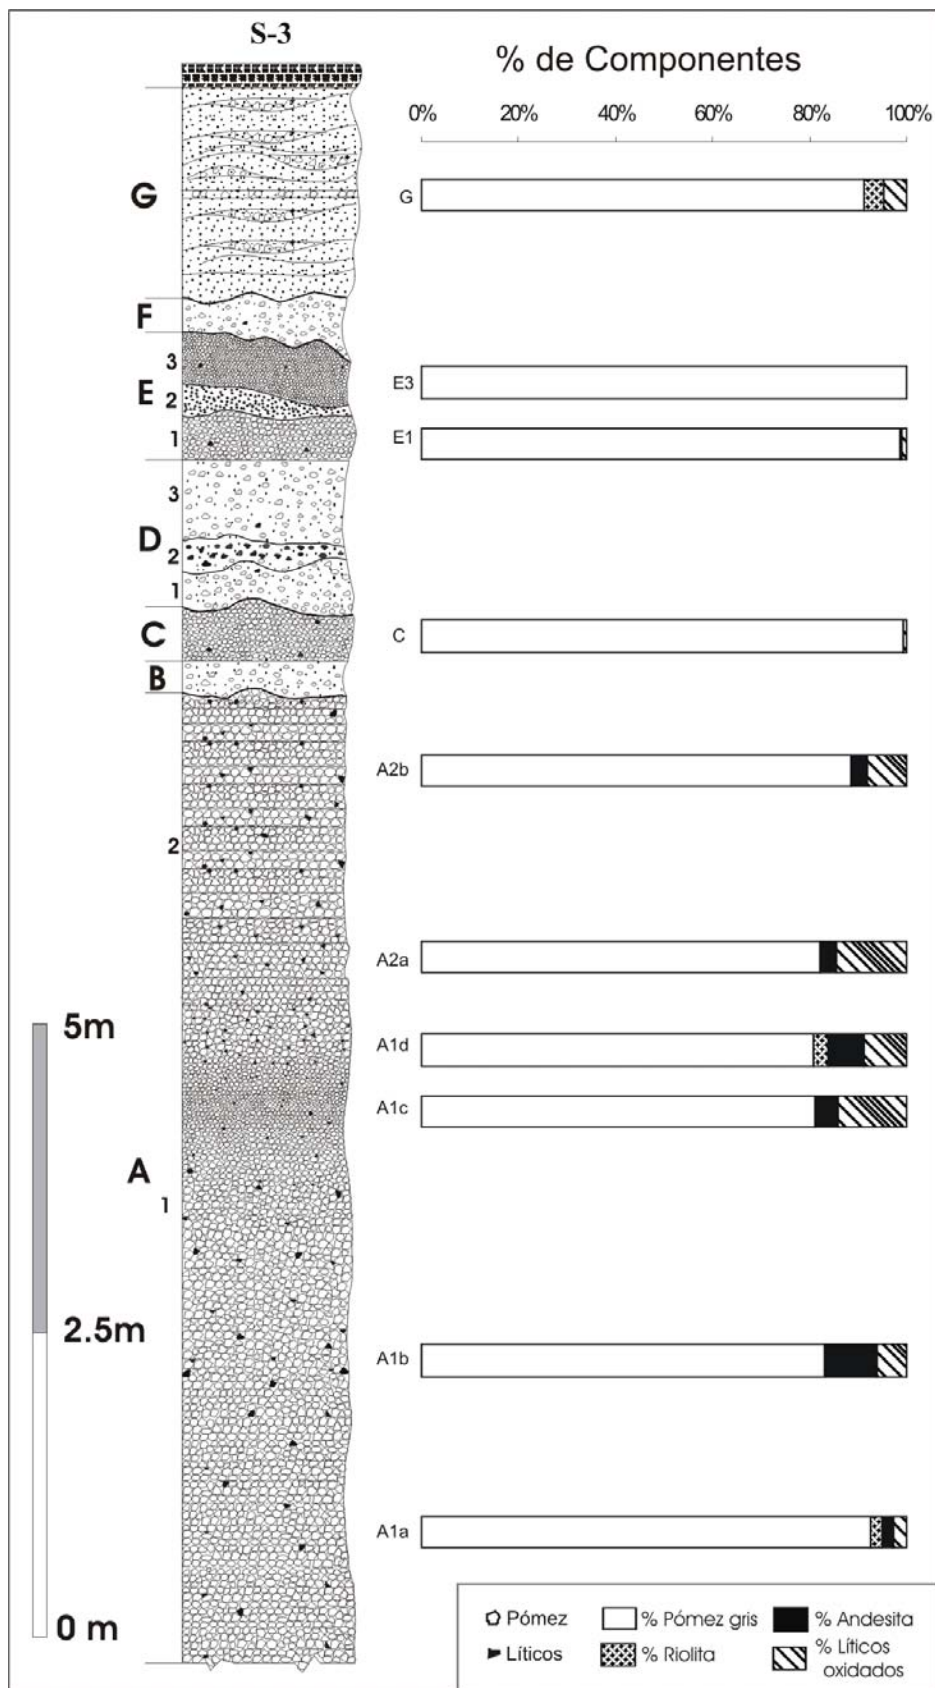 S-3
% de Componentes
0% 20% 40% 60% 80% 100%
G
G
F
3
E3
E
2
E1
1
3
D
2
1
C
C
B
A2b
2
A2a
5m
A1d
A1c
A
1
2.5m
A1b
A1a
0 m
Pómez
% Pómez gris
% Andesita
Líticos
% Riolita
% Líticos
oxidados